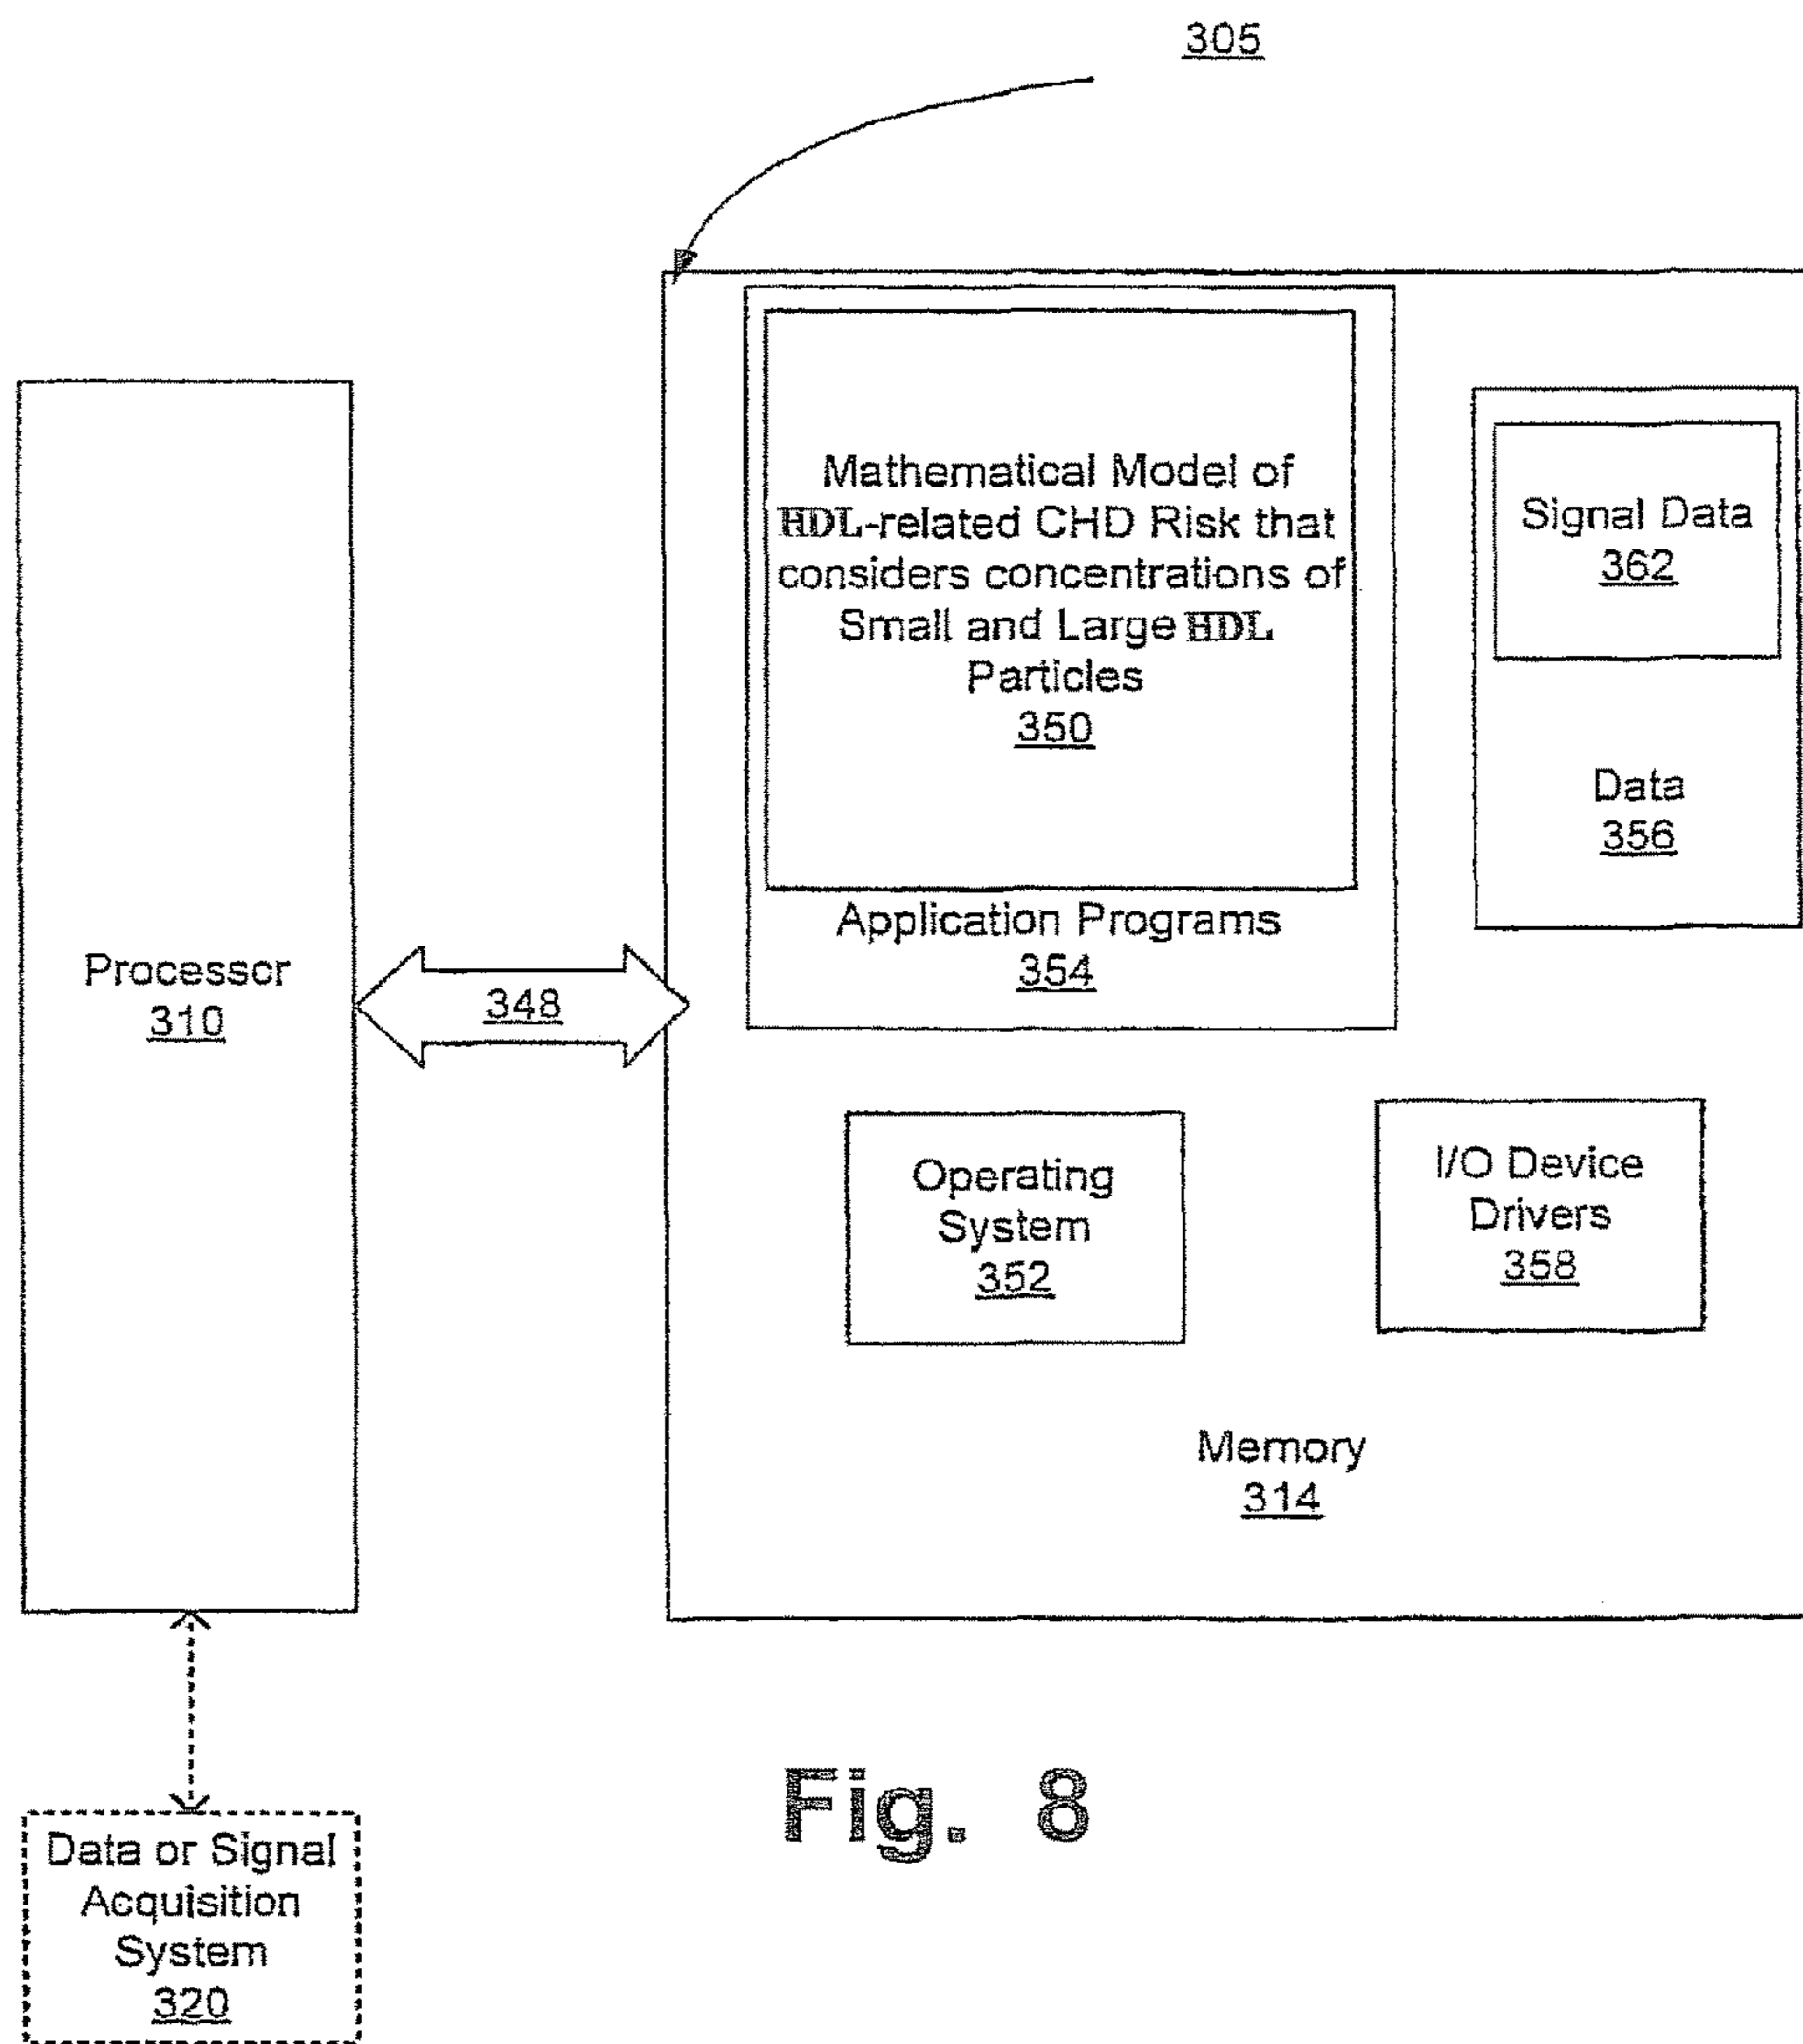 305
Mathematical Model of
HDL-related CHD Risk that
considers concentrations of
Small and Large HDL
Particles
350
Application Programs
354
Signal Data
362
Data
356
Processor
310
348
Operating
System
352
I/O Device
Drivers
358
Memory
314
Data or Signal
Acquisition
System
320
Fig. 8